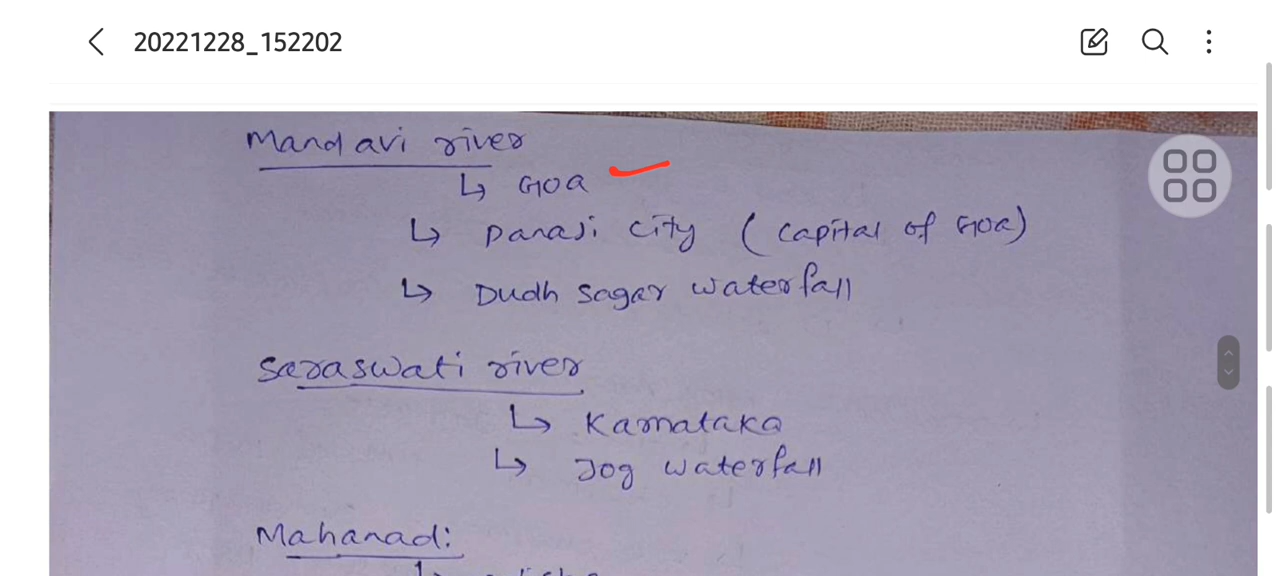 20221228_152202
Mandavi river
↳ Goa
↳ Panaji city (capital of Goa)
↳ Dudh sagar waterfall
Saraswati river
↳ Karnataka
↳ Jog waterfall
Mahanadi